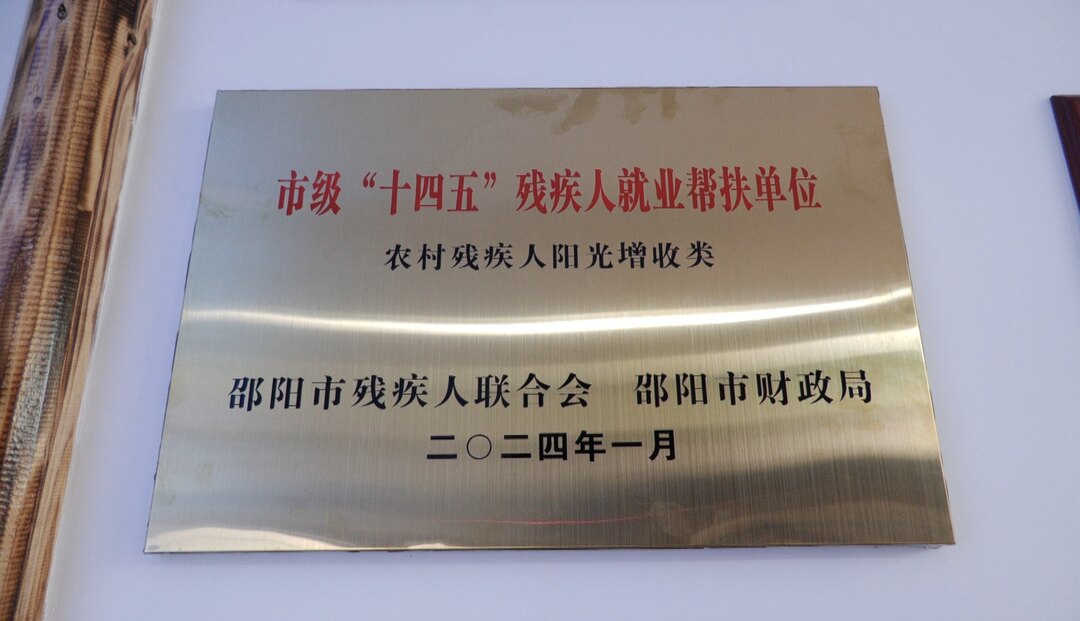 市级“十四五”残疾人就业帮扶单位
农村残疾人阳光增收类
邵阳市残疾人联合会 邵阳市财政局
二〇二四年一月